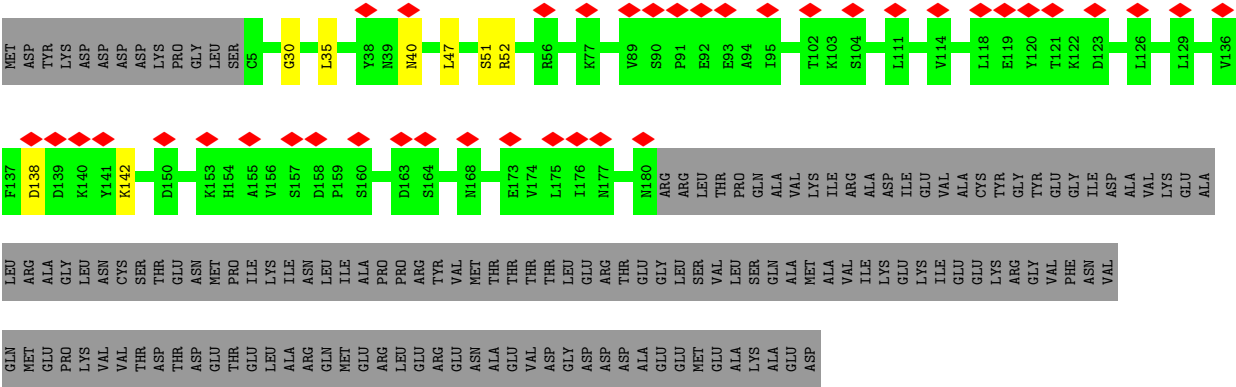 MET ASP TYR LYS ASP ASP ASP ASP LYS PRO GLY LEU SER C5 G30 L35 Y38 N39 N40 L47 S51 R52 R56 K77 V89 S90 P91 E92 E93 A94 I95 T102 K103 S104 L111 V114 L118 E119 Y120 T121 K122 D123 L126 L129 V136
F137 D138 D139 K140 Y141 K142 D150 K153 H154 A155 V156 S157 D158 P159 S160 D163 S164 N168 E173 V174 L175 I176 N177 N180 ARG ARG LEU THR PRO GLN ALA VAL LYS ILE ARG ALA ASP ILE GLU VAL ALA CYS TYR GLY TYR GLU GLY ILE ASP ALA VAL LYS GLU ALA
LEU ARG ALA GLY LEU ASN CYS SER THR GLU ASN MET PRO ILE LYS ILE ASN LEU ILE ALA PRO PRO ARG TYR VAL MET THR THR THR THR LEU GLU ARG THR GLU GLY LEU SER VAL LEU SER GLN ALA MET ALA VAL ILE LYS GLU LYS ILE GLU GLU LYS ARG GLY VAL PHE ASN VAL
GLN MET GLU PRO LYS VAL VAL THR ASP THR ASP GLU THR GLU LEU ALA ARG GLN MET GLU ARG LEU GLU ARG GLU ASN ALA GLU VAL ASP GLY ASP ASP ASP ALA GLU GLU MET GLU ALA LYS ALA GLU ASP